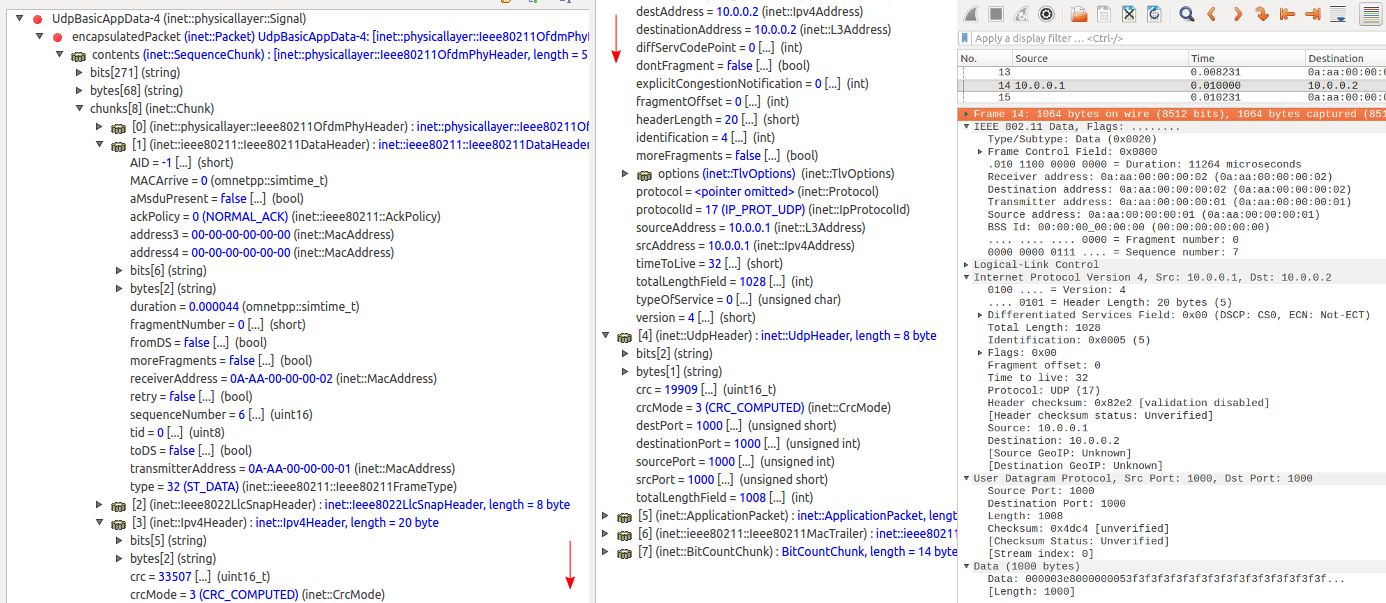 UdpBasicAppData-4 (inet::physicallayer::Signal)
encapsulatedPacket (inet::Packet) UdpBasicAppData-4: [inet::physicallayer::Ieee80211OfdmPhy
contents (inet::SequenceChunk) : [inet::physicallayer::Ieee80211OfdmPhyHeader, length = 5
bits[271] (string)
bytes[68] (string)
chunks[8] (inet::Chunk)
[0] (inet::physicallayer::Ieee80211OfdmPhyHeader) : inet::physicallayer::Ieee80211Of
[1] (inet::ieee80211::Ieee80211DataHeader) : inet::ieee80211::Ieee80211DataHeader
AID = -1 [...] (short)
MACArrive = 0 (omnetpp::simtime_t)
aMsduPresent = false [...] (bool)
ackPolicy = 0 (NORMAL_ACK) (inet::ieee80211::AckPolicy)
address3 = 00-00-00-00-00-00 (inet::MacAddress)
address4 = 00-00-00-00-00-00 (inet::MacAddress)
bits[6] (string)
bytes[2] (string)
duration = 0.000044 (omnetpp::simtime_t)
fragmentNumber = 0 [...] (short)
fromDS = false [...] (bool)
moreFragments = false [...] (bool)
receiverAddress = 0A-AA-00-00-00-02 (inet::MacAddress)
retry = false [...] (bool)
sequenceNumber = 6 [...] (uint16)
tid = 0 [...] (uint8)
toDS = false [...] (bool)
transmitterAddress = 0A-AA-00-00-00-01 (inet::MacAddress)
type = 32 (ST_DATA) (inet::ieee80211::Ieee80211FrameType)
[2] (inet::Ieee8022LlcSnapHeader) : inet::Ieee8022LlcSnapHeader, length = 8 byte
[3] (inet::Ipv4Header) : inet::Ipv4Header, length = 20 byte
bits[5] (string)
bytes[2] (string)
crc = 33507 [...] (uint16_t)
crcMode = 3 (CRC_COMPUTED) (inet::CrcMode)
destAddress = 10.0.0.2 (inet::Ipv4Address)
destinationAddress = 10.0.0.2 (inet::L3Address)
diffServCodePoint = 0 [...] (int)
dontFragment = false [...] (bool)
explicitCongestionNotification = 0 [...] (int)
fragmentOffset = 0 [...] (int)
headerLength = 20 [...] (short)
identification = 4 [...] (int)
moreFragments = false [...] (bool)
options (inet::TlvOptions) (inet::TlvOptions)
protocol = <pointer omitted> (inet::Protocol)
protocolId = 17 (IP_PROT_UDP) (inet::IpProtocolId)
sourceAddress = 10.0.0.1 (inet::L3Address)
srcAddress = 10.0.0.1 (inet::Ipv4Address)
timeToLive = 32 [...] (short)
totalLengthField = 1028 [...] (int)
typeOfService = 0 [...] (unsigned char)
version = 4 [...] (short)
[4] (inet::UdpHeader) : inet::UdpHeader, length = 8 byte
bits[2] (string)
bytes[1] (string)
crc = 19909 [...] (uint16_t)
crcMode = 3 (CRC_COMPUTED) (inet::CrcMode)
destPort = 1000 [...] (unsigned short)
destinationPort = 1000 [...] (unsigned int)
sourcePort = 1000 [...] (unsigned int)
srcPort = 1000 [...] (unsigned short)
totalLengthField = 1008 [...] (int)
[5] (inet::ApplicationPacket) : inet::ApplicationPacket, lengt
[6] (inet::ieee80211::Ieee80211MacTrailer) : inet::ieee80211
[7] (inet::BitCountChunk) : BitCountChunk, length = 14 byte
Apply a display filter ... <Ctrl-/>
No. Source Time Destination
13 0.008231 0a:aa:00:00:0
14 10.0.0.1 0.010000 10.0.0.2
15 0.010231 0a:aa:00:00:0
Frame 14: 1064 bytes on wire (8512 bits), 1064 bytes captured (851
IEEE 802.11 Data, Flags: ........
Type/Subtype: Data (0x0020)
Frame Control Field: 0x0800
.010 1100 0000 0000 = Duration: 11264 microseconds
Receiver address: 0a:aa:00:00:00:02 (0a:aa:00:00:00:02)
Destination address: 0a:aa:00:00:00:02 (0a:aa:00:00:00:02)
Transmitter address: 0a:aa:00:00:00:01 (0a:aa:00:00:00:01)
Source address: 0a:aa:00:00:00:01 (0a:aa:00:00:00:01)
BSS Id: 00:00:00_00:00:00 (00:00:00:00:00:00)
.... .... .... 0000 = Fragment number: 0
0000 0000 0111 .... = Sequence number: 7
Logical-Link Control
Internet Protocol Version 4, Src: 10.0.0.1, Dst: 10.0.0.2
0100 .... = Version: 4
.... 0101 = Header Length: 20 bytes (5)
Differentiated Services Field: 0x00 (DSCP: CS0, ECN: Not-ECT)
Total Length: 1028
Identification: 0x0005 (5)
Flags: 0x00
Fragment offset: 0
Time to live: 32
Protocol: UDP (17)
Header checksum: 0x82e2 [validation disabled]
[Header checksum status: Unverified]
Source: 10.0.0.1
Destination: 10.0.0.2
[Source GeoIP: Unknown]
[Destination GeoIP: Unknown]
User Datagram Protocol, Src Port: 1000, Dst Port: 1000
Source Port: 1000
Destination Port: 1000
Length: 1008
Checksum: 0x4dc4 [unverified]
[Checksum Status: Unverified]
[Stream index: 0]
Data (1000 bytes)
Data: 000003e8000000053f3f3f3f3f3f3f3f3f3f3f3f3f3f3f3f...
[Length: 1000]